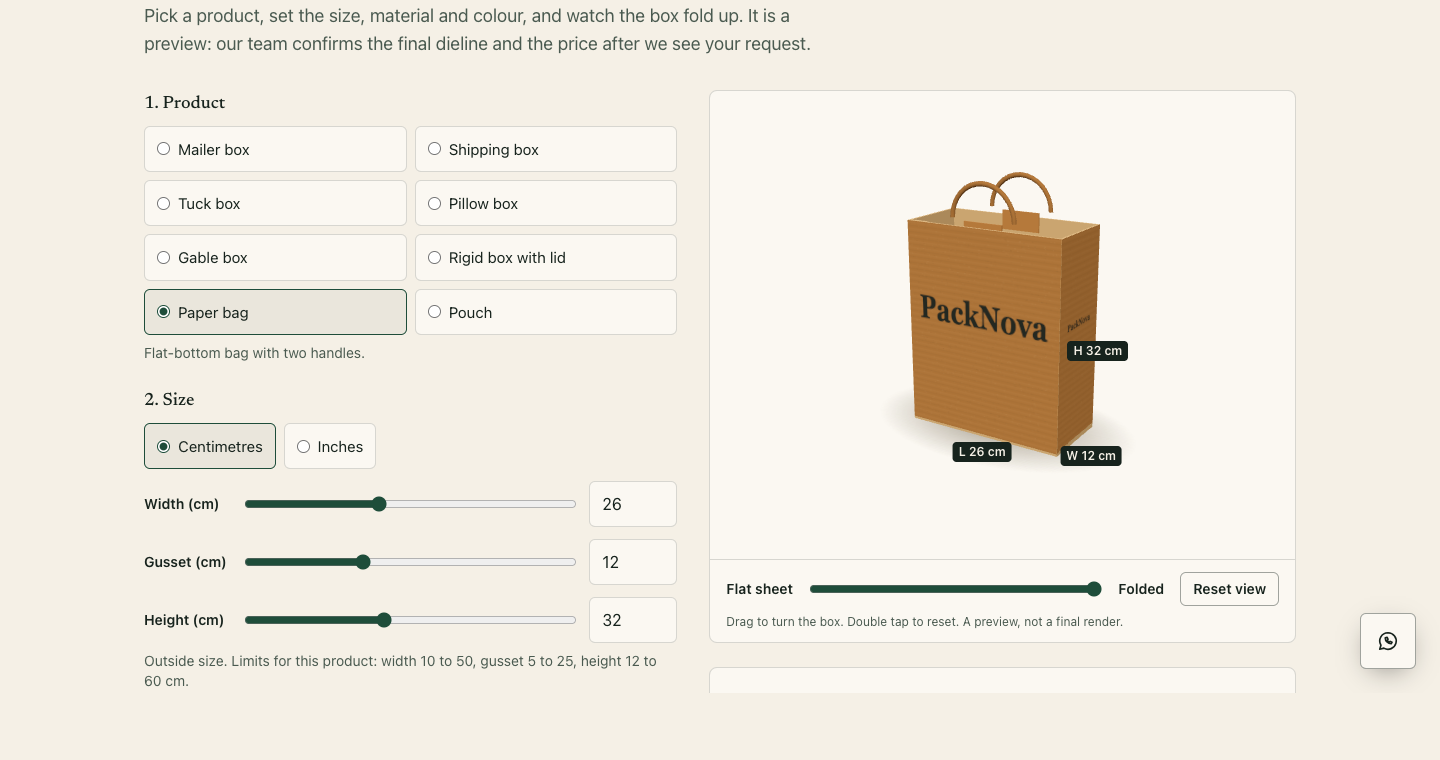 Pick a product, set the size, material and colour, and watch the box fold up. It is a
preview: our team confirms the final dieline and the price after we see your request.
1. Product
Mailer box
Shipping box
Tuck box
Pillow box
Gable box
Rigid box with lid
Paper bag
Pouch
Flat-bottom bag with two handles.
2. Size
Centimetres
Inches
Width (cm)
26
Gusset (cm)
12
Height (cm)
32
Outside size. Limits for this product: width 10 to 50, gusset 5 to 25, height 12 to
60 cm.
PackNova
PackNova
H 32 cm
L 26 cm
W 12 cm
Flat sheet
Folded
Reset view
Drag to turn the box. Double tap to reset. A preview, not a final render.